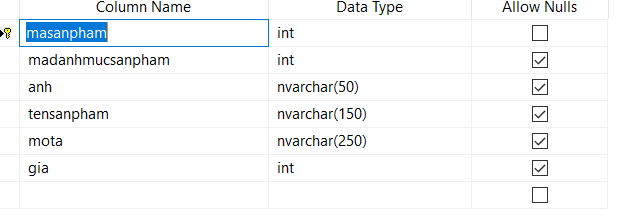 Column Name Data Type Allow Nulls
masanpham int
madanhmucsanpham int
anh nvarchar(50)
tensanpham nvarchar(150)
mota nvarchar(250)
gia int